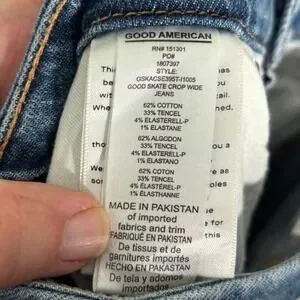 GOOD AMERICAN
RN# 151301
PO#
1807397
STYLE:
GSKACSE395T-I1005
GOOD SKATE CROP WIDE
JEANS
62% COTTON
33% TENCEL
4% ELASTERELL-P
1% ELASTANE
62% ALGODON
33% TENCEL
4% ELASTERELL-P
1% ELASTANO
62% COTON
33% TENCEL
4% ELASTERELL-P
1% ÉLASTHANNE
MADE IN PAKISTAN
of imported
fabrics and trim
FABRIQUÉ EN PAKISTAN
De tissus et de
garnitures importés
HECHO EN PAKISTAN
De tela y adornos
importados